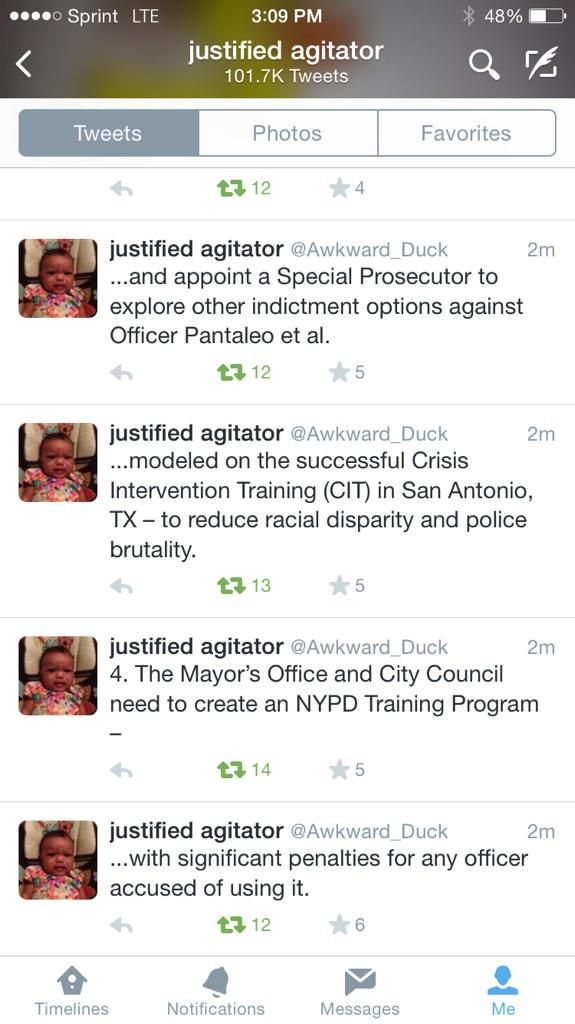 Sprint LTE 3:09 PM 48%
justified agitator
101.7K Tweets
Tweets Photos Favorites
12 4
justified agitator @Awkward_Duck 2m
...and appoint a Special Prosecutor to
explore other indictment options against
Officer Pantaleo et al.
12 5
justified agitator @Awkward_Duck 2m
...modeled on the successful Crisis
Intervention Training (CIT) in San Antonio,
TX – to reduce racial disparity and police
brutality.
13 5
justified agitator @Awkward_Duck 2m
4. The Mayor's Office and City Council
need to create an NYPD Training Program
–
14 5
justified agitator @Awkward_Duck 2m
...with significant penalties for any officer
accused of using it.
12 6
Timelines Notifications Messages Me